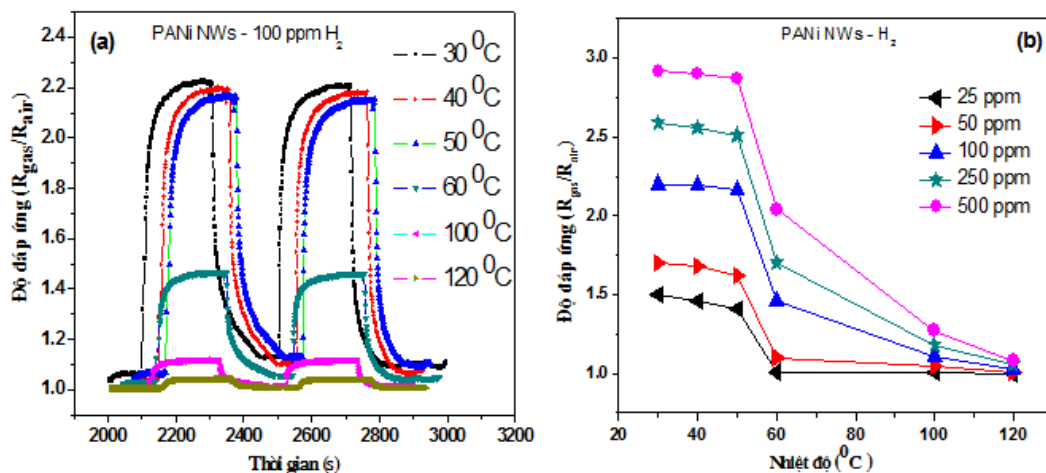 (a)
PANi NWs - 100 ppm H₂
30 ⁰C
40 ⁰C
50 ⁰C
60 ⁰C
100 ⁰C
120 ⁰C
Độ đáp ứng (Rgas/Rair)
2.4
2.2
2.0
1.8
1.6
1.4
1.2
1.0
2000 2200 2400 2600 2800 3000 3200
Thời gian (s)
(b)
PANi NWs - H₂
25 ppm
50 ppm
100 ppm
250 ppm
500 ppm
Độ đáp ứng (Rgas/Rair)
3.0
2.5
2.0
1.5
1.0
20 40 60 80 100 120
Nhiệt độ (⁰C)